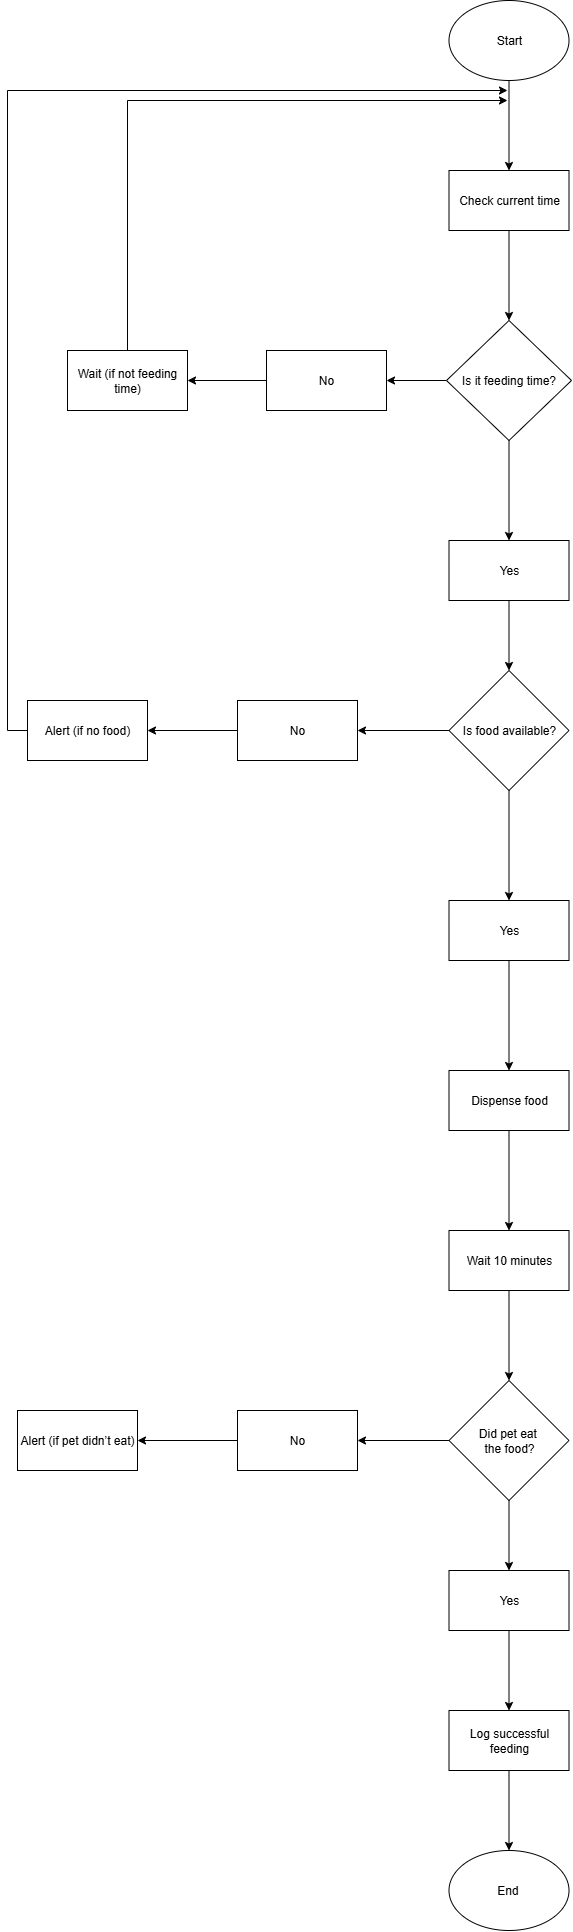 Start
Check current time
Wait (if not feeding
time)
No
Is it feeding time?
Yes
Alert (if no food)
No
Is food available?
Yes
Dispense food
Wait 10 minutes
Alert (if pet didn’t eat)
No
Did pet eat
the food?
Yes
Log successful
feeding
End